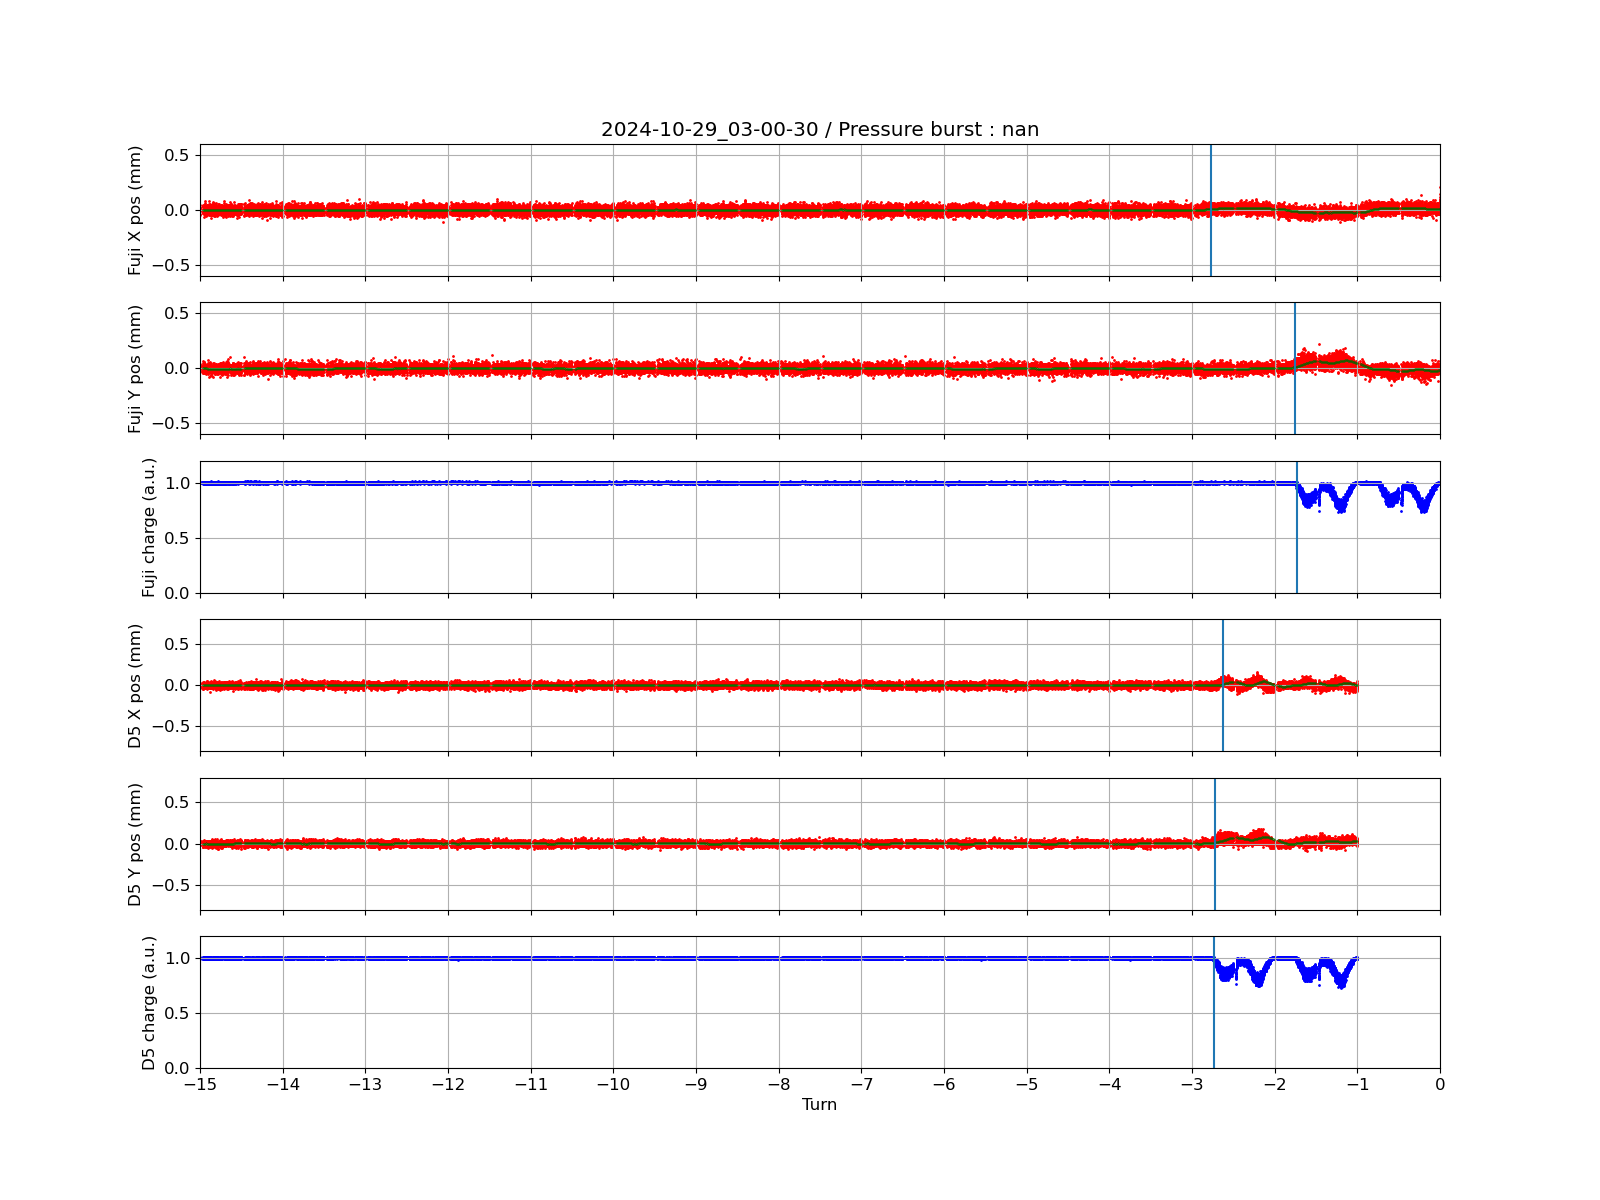 2024-10-29_03-00-30 / Pressure burst : nan
Fuji X pos (mm)
0.5
0.0
−0.5
Fuji Y pos (mm)
0.5
0.0
−0.5
Fuji charge (a.u.)
1.0
0.5
0.0
D5 X pos (mm)
0.5
0.0
−0.5
D5 Y pos (mm)
0.5
0.0
−0.5
D5 charge (a.u.)
1.0
0.5
0.0
−15 −14 −13 −12 −11 −10 −9 −8 −7 −6 −5 −4 −3 −2 −1 0
Turn